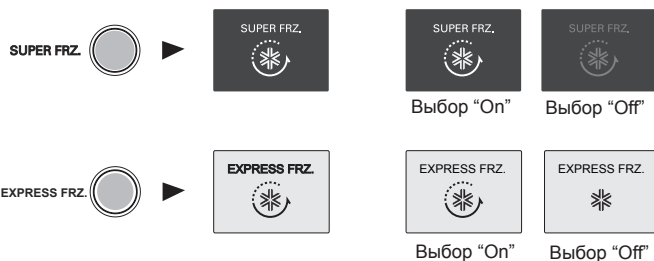 SUPER FRZ.
SUPER FRZ.
SUPER FRZ.
SUPER FRZ.
Выбор “On”
Выбор “Off”
EXPRESS FRZ.
EXPRESS FRZ.
EXPRESS FRZ.
EXPRESS FRZ.
Выбор “On”
Выбор “Off”